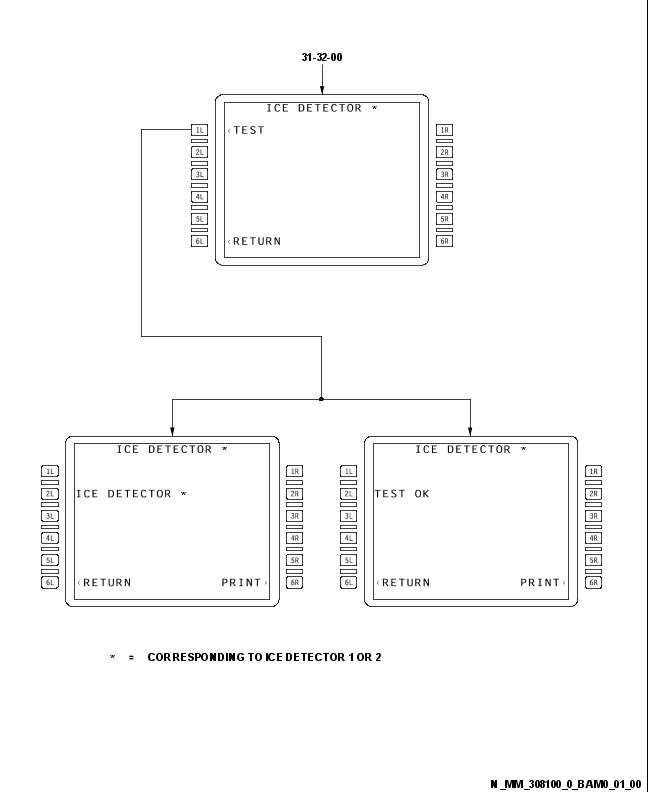 31-32-00
ICE DETECTOR *
1L ‹TEST 1R
2L 2R
3L 3R
4L 4R
5L 5R
6L ‹RETURN 6R
ICE DETECTOR *
1L 1R
2L ICE DETECTOR * 2R
3L 3R
4L 4R
5L 5R
6L ‹RETURN PRINT› 6R
ICE DETECTOR *
1L 1R
2L TEST OK 2R
3L 3R
4L 4R
5L 5R
6L ‹RETURN PRINT› 6R
* = CORRESPONDING TO ICE DETECTOR 1 OR 2
N_MM_308100_0_BAM0_01_00